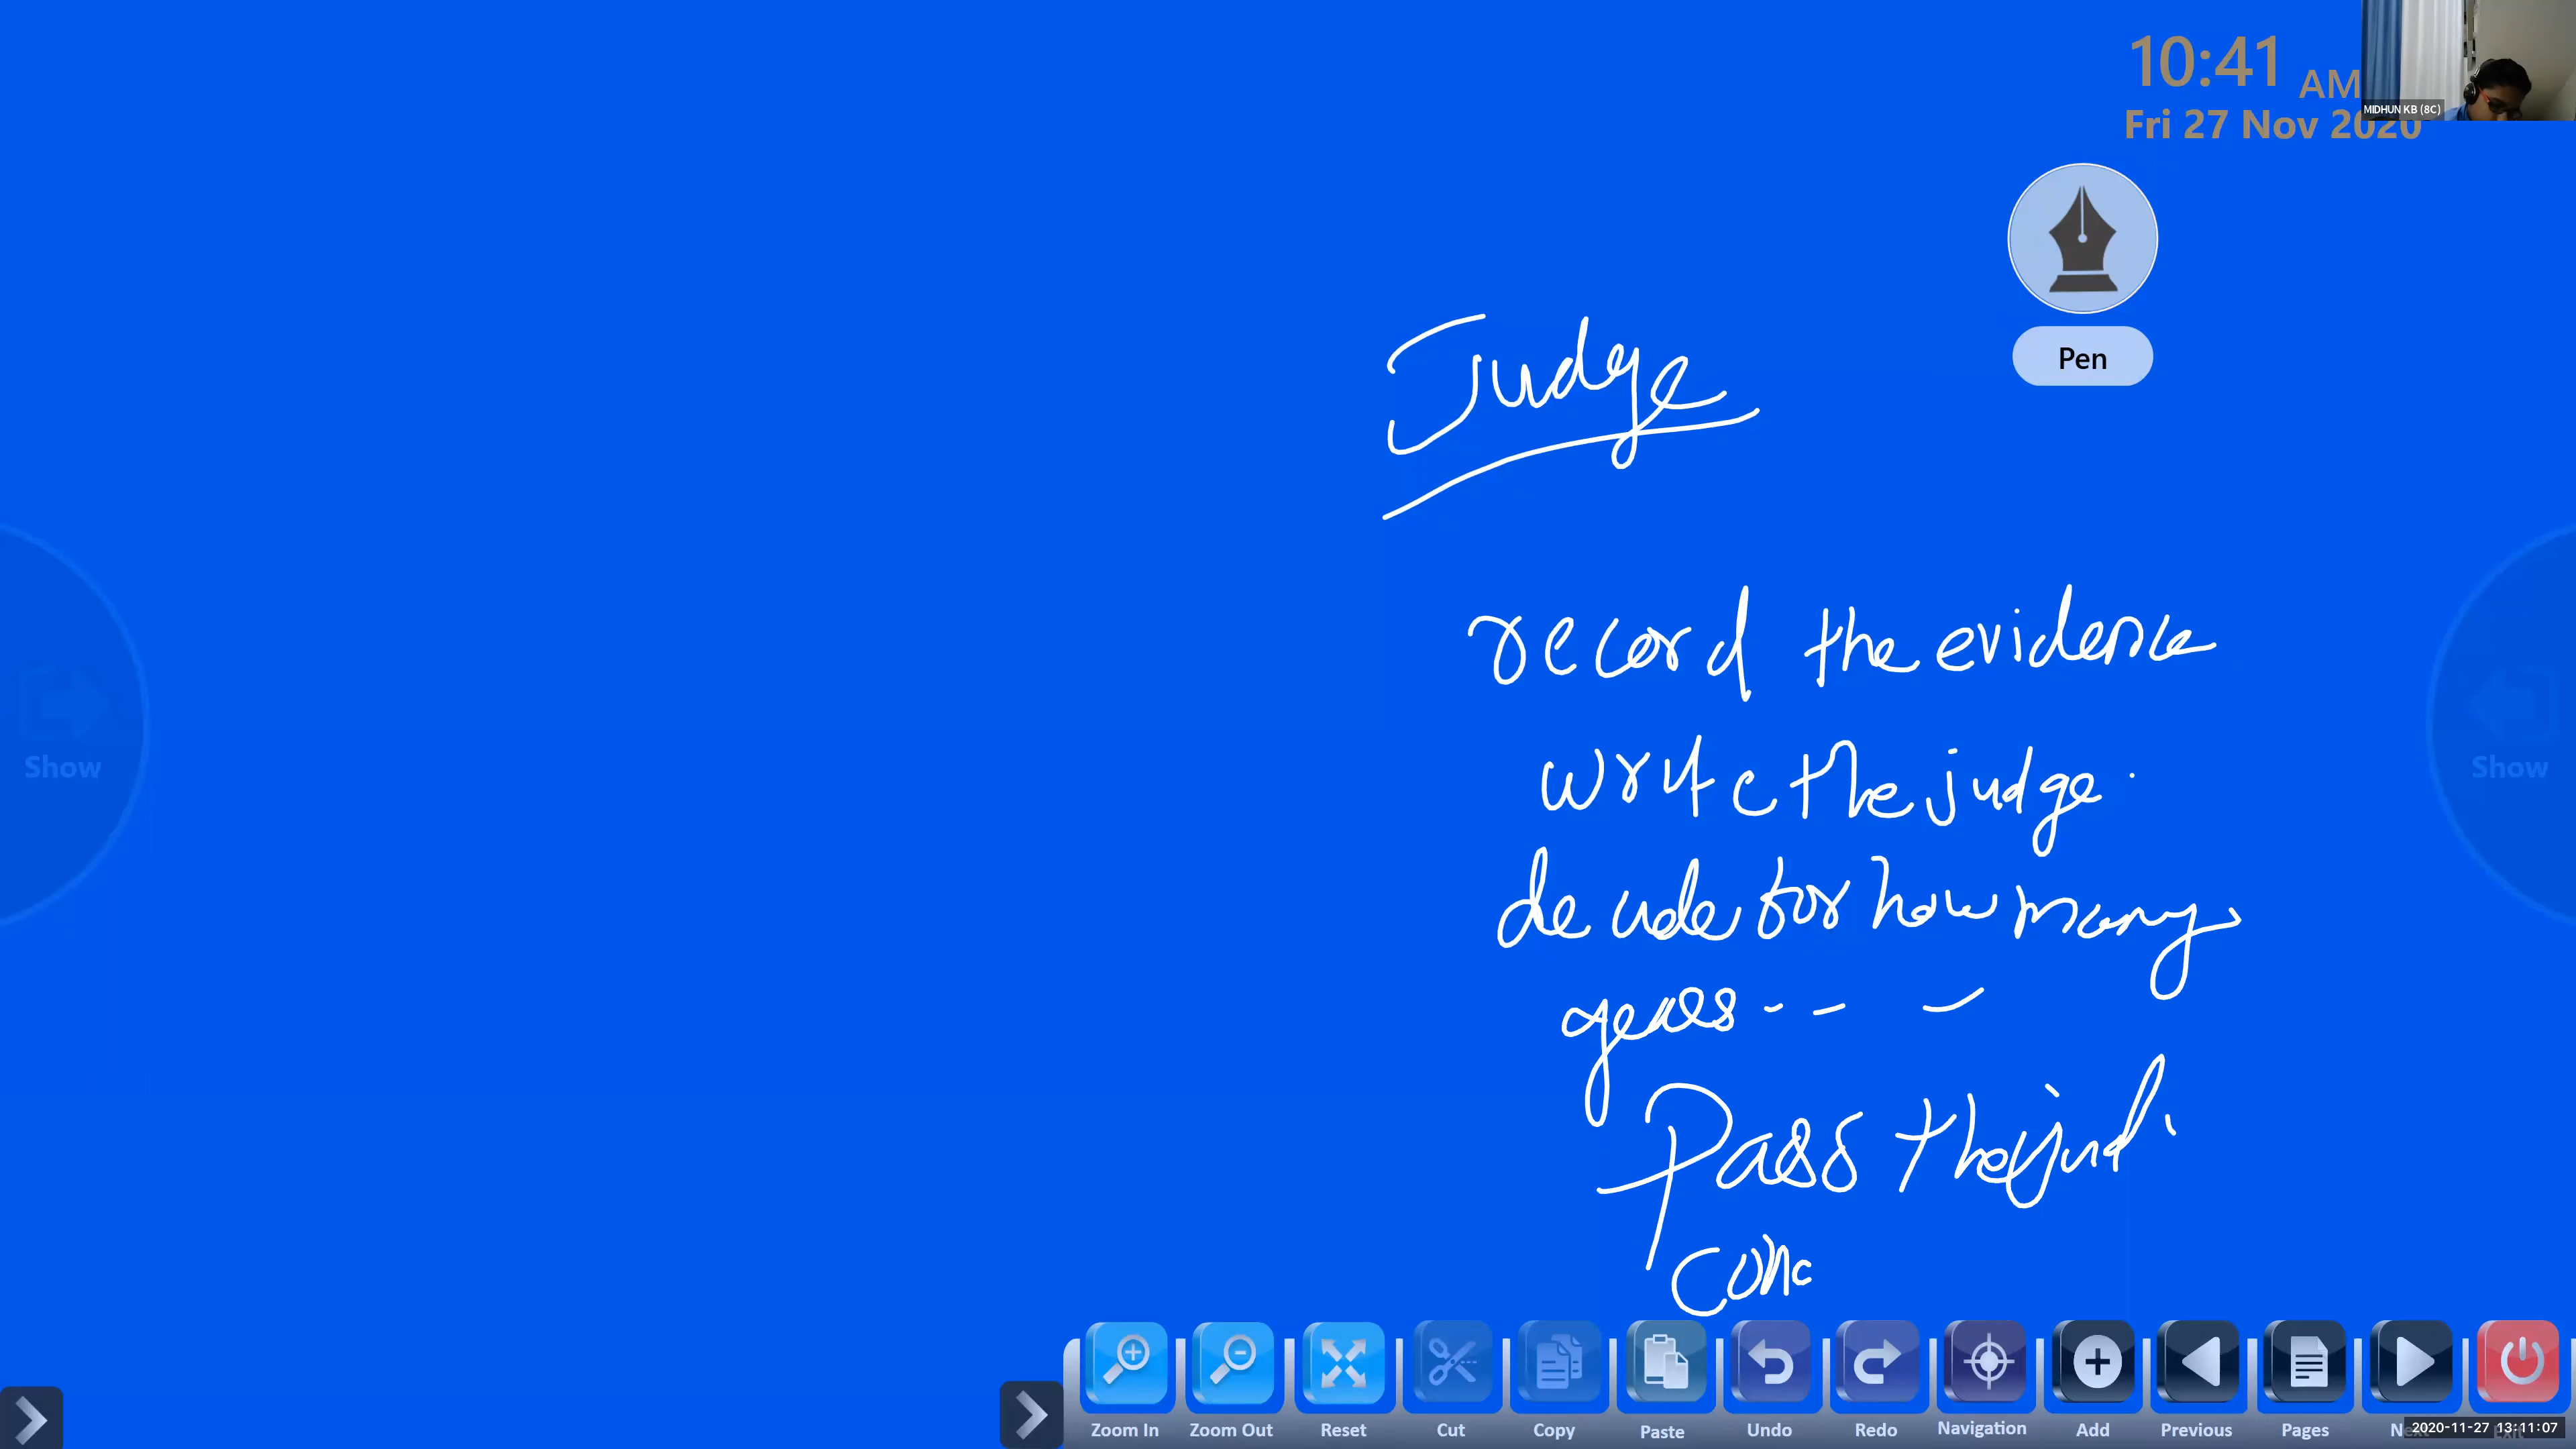 10:41 AM
MIDHUN KB (8C)
Fri 27 Nov 2020
Pen
Judge
record the evidence
write the judge
decide for how many
years - - -
Pass the jud
conc
Show
Show
Zoom In
Zoom Out
Reset
Cut
Copy
Paste
Undo
Redo
Navigation
Add
Previous
Pages
2020-11-27 13:11:07